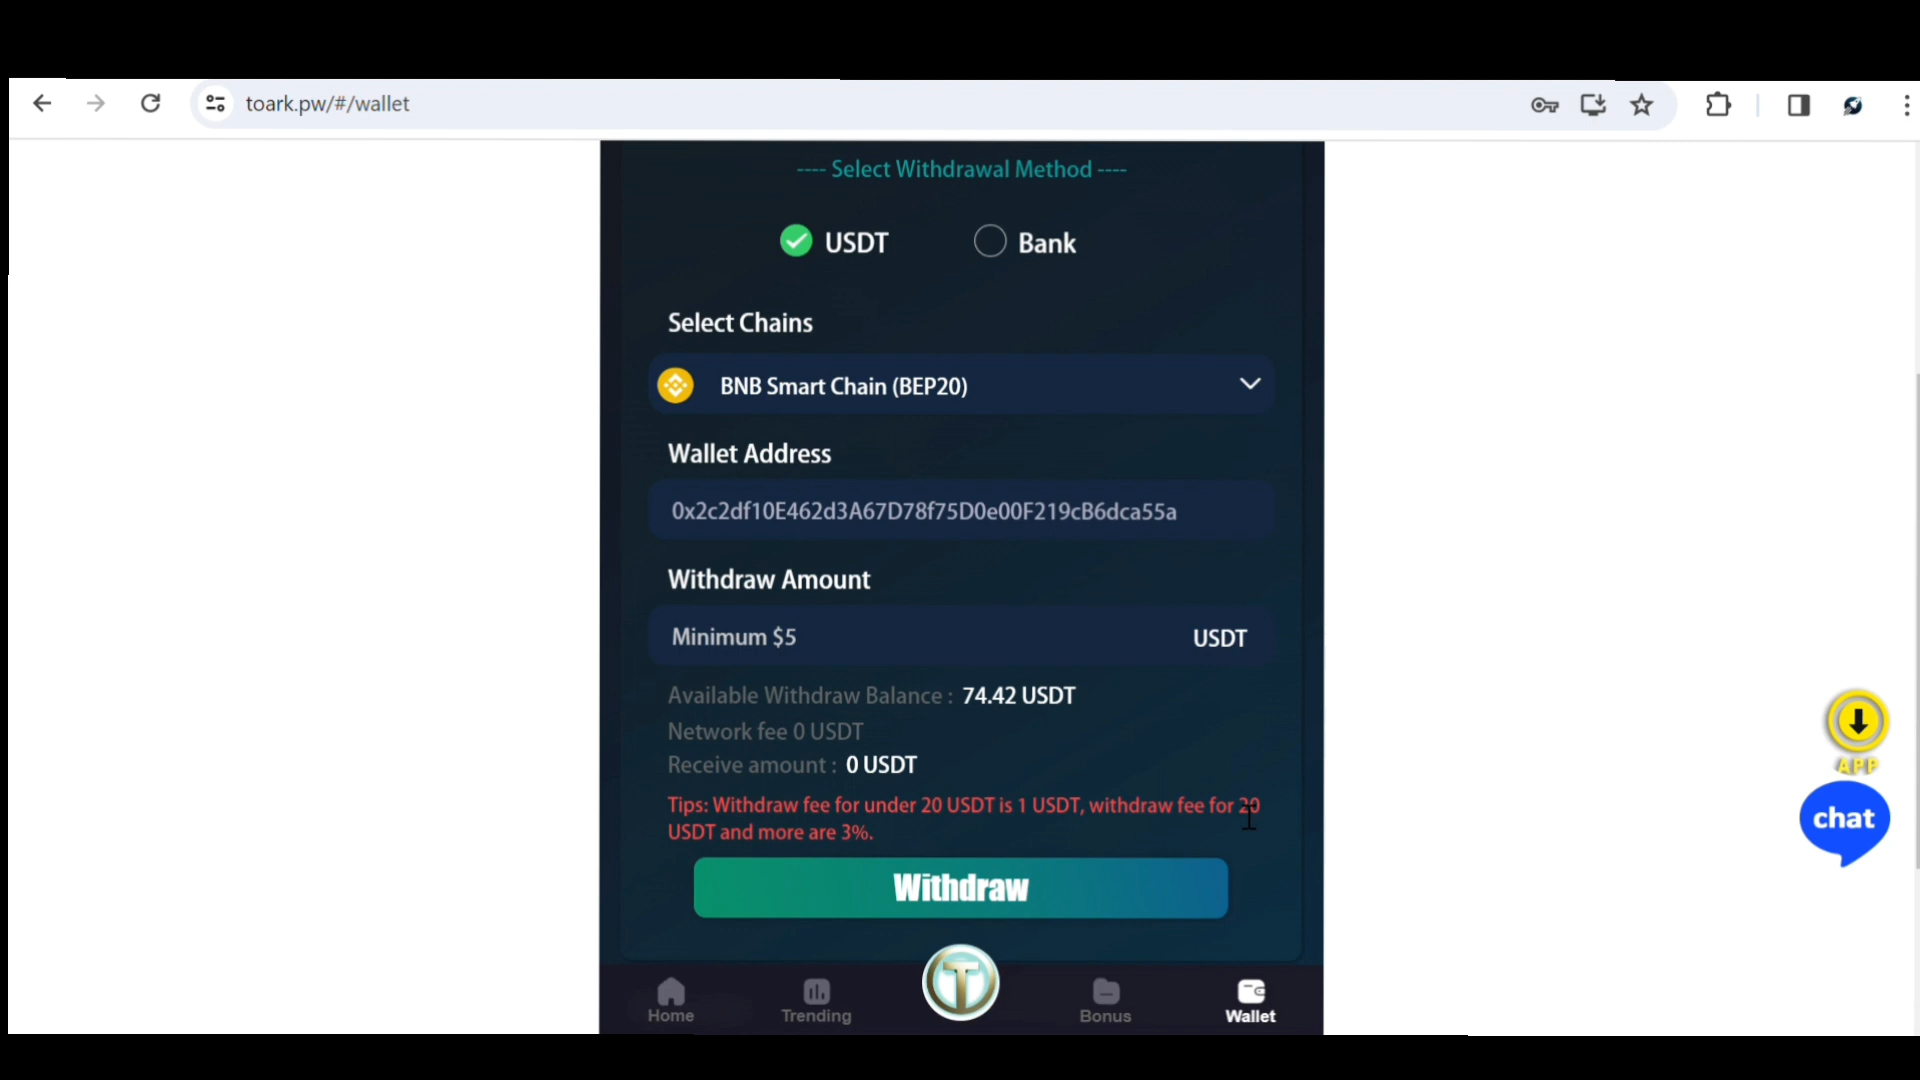 toark.pw/#/wallet
---- Select Withdrawal Method ----
USDT
Bank
Select Chains
BNB Smart Chain (BEP20)
Wallet Address
0x2c2df10E462d3A67D78f75D0e00F219cB6dca55a
Withdraw Amount
Minimum $5
USDT
Available Withdraw Balance : 74.42 USDT
Network fee 0 USDT
Receive amount : 0 USDT
Tips: Withdraw fee for under 20 USDT is 1 USDT, withdraw fee for 20
USDT and more are 3%.
Withdraw
APP
chat
T
Home
Trending
Bonus
Wallet